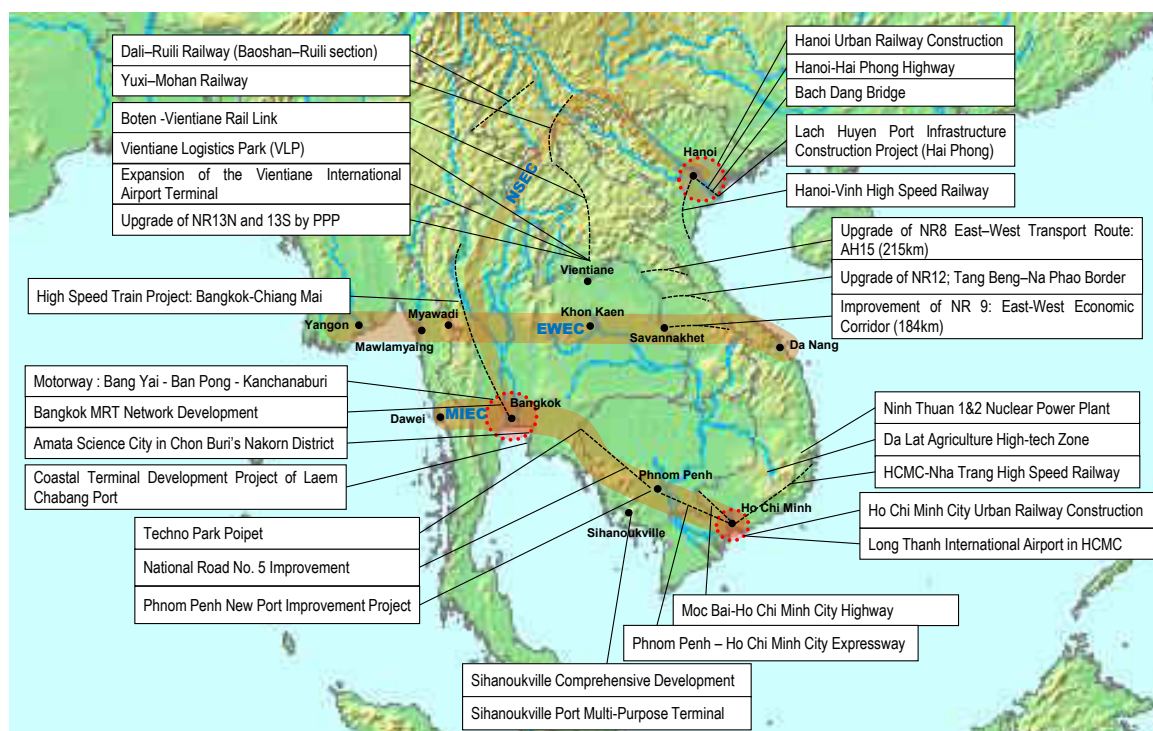 Dali–Ruili Railway (Baoshan–Ruili section)
Yuxi–Mohan Railway
Boten -Vientiane Rail Link
Vientiane Logistics Park (VLP)
Expansion of the Vientiane International
Airport Terminal
Upgrade of NR13N and 13S by PPP
High Speed Train Project: Bangkok-Chiang Mai
Motorway : Bang Yai - Ban Pong - Kanchanaburi
Bangkok MRT Network Development
Amata Science City in Chon Buri’s Nakorn District
Coastal Terminal Development Project of Laem
Chabang Port
Techno Park Poipet
National Road No. 5 Improvement
Phnom Penh New Port Improvement Project
Hanoi Urban Railway Construction
Hanoi-Hai Phong Highway
Bach Dang Bridge
Lach Huyen Port Infrastructure
Construction Project (Hai Phong)
Hanoi-Vinh High Speed Railway
Upgrade of NR8 East–West Transport Route:
AH15 (215km)
Upgrade of NR12; Tang Beng–Na Phao Border
Improvement of NR 9: East-West Economic
Corridor (184km)
Ninh Thuan 1&2 Nuclear Power Plant
Da Lat Agriculture High-tech Zone
HCMC-Nha Trang High Speed Railway
Ho Chi Minh City Urban Railway Construction
Long Thanh International Airport in HCMC
Moc Bai-Ho Chi Minh City Highway
Phnom Penh – Ho Chi Minh City Expressway
Sihanoukville Comprehensive Development
Sihanoukville Port Multi-Purpose Terminal
Hanoi
NSEC
Vientiane
Yangon
Myawadi
Mawlamyaing
EWEC
Khon Kaen
Savannakhet
Da Nang
Dawei
MIEC
Bangkok
Phnom Penh
Sihanoukville
Ho Chi Minh